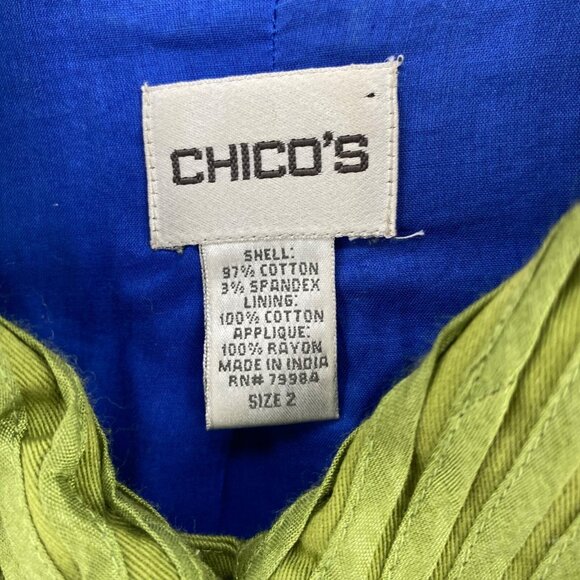 CHICO'S
SHELL:
97% COTTON
3% SPANDEX
LINING:
100% COTTON
APPLIQUE:
100% RAYON
MADE IN INDIA
RN# 79984
SIZE 2